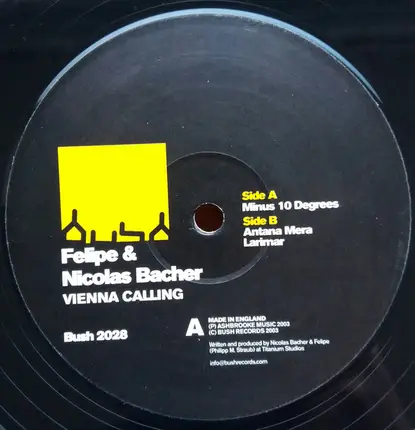 Side A
Minus 10 Degrees
Side B
Antana Mera
Larimar
Felipe &
Nicolas Bacher
VIENNA CALLING
Bush 2028
A
MADE IN ENGLAND
(P) ASHBROOKE MUSIC 2003
(C) BUSH RECORDS 2003
Written and produced by Nicolas Bacher & Felipe
(Philipp M. Straub) at Titanium Studios
info@bushrecords.com